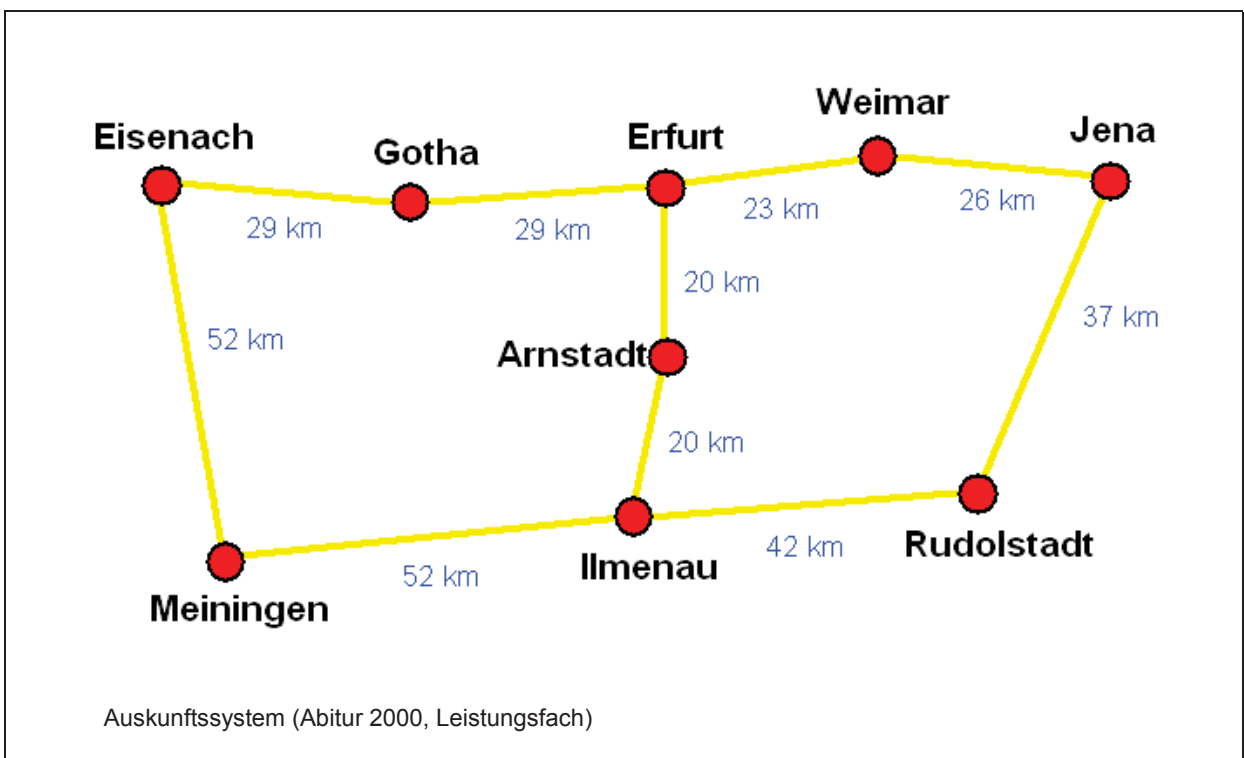 Weimar
Eisenach
Gotha
Erfurt
Jena
29 km
29 km
23 km
26 km
20 km
52 km
37 km
Arnstadt
20 km
52 km
Ilmenau
42 km
Rudolstadt
Meiningen
Auskunftssystem (Abitur 2000, Leistungsfach)